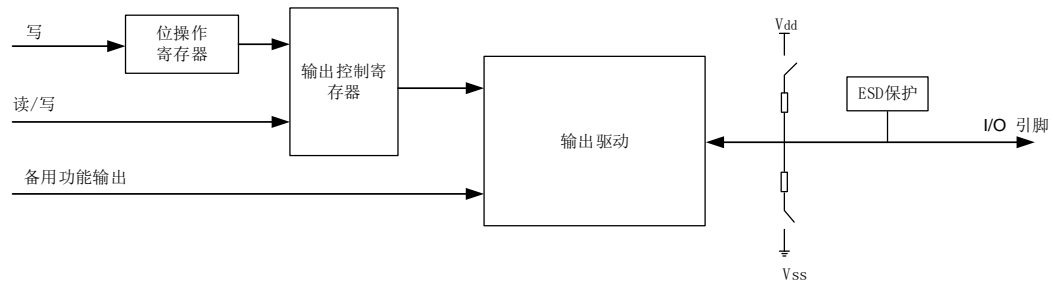 写
位操作
寄存器
读/写
输出控制寄
存器
备用功能输出
输出驱动
Vdd
Vss
ESD保护
I/O 引脚